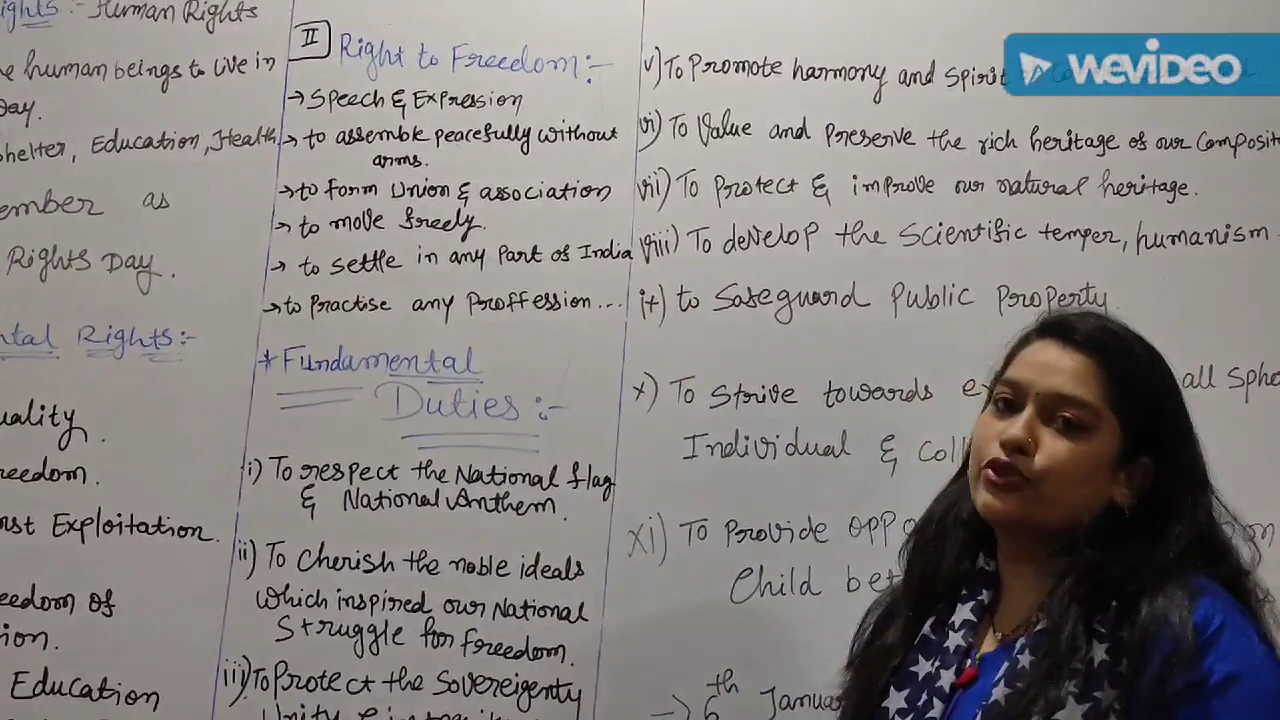 ights :- Human Rights
e human beings to live in
Day.
helter, Education, Health,
ember as
Rights Day.
ntal Rights:-
uality.
reedom.
nst Exploitation.
eedom of
ion.
Education
II Right to Freedom:-
→ Speech & Expression
→ to assemble peacefully without
arms.
→ to form Union & association
→ to move freely.
→ to settle in any Part of India
→ to Practise any Proffession...
* Fundamental
Duties:-
i) To respect the National flag
& National Anthem.
ii) To Cherish the noble ideals
which inspired our National
Struggle for freedom.
iii) To Protect the Sovereigenty
v) To Promote harmony and Spirit
vi) To Value and Preserve the rich heritage of our Composit
vii) To Protect & improve our natural heritage.
viii) To develop the Scientific temper, humanism
ix) to Safeguard Public Property.
x) To Strive towards e all Sphe
Individual & Coll
xi) To Provide opp
Child bet
→ 6th Januar
WEVIDEO